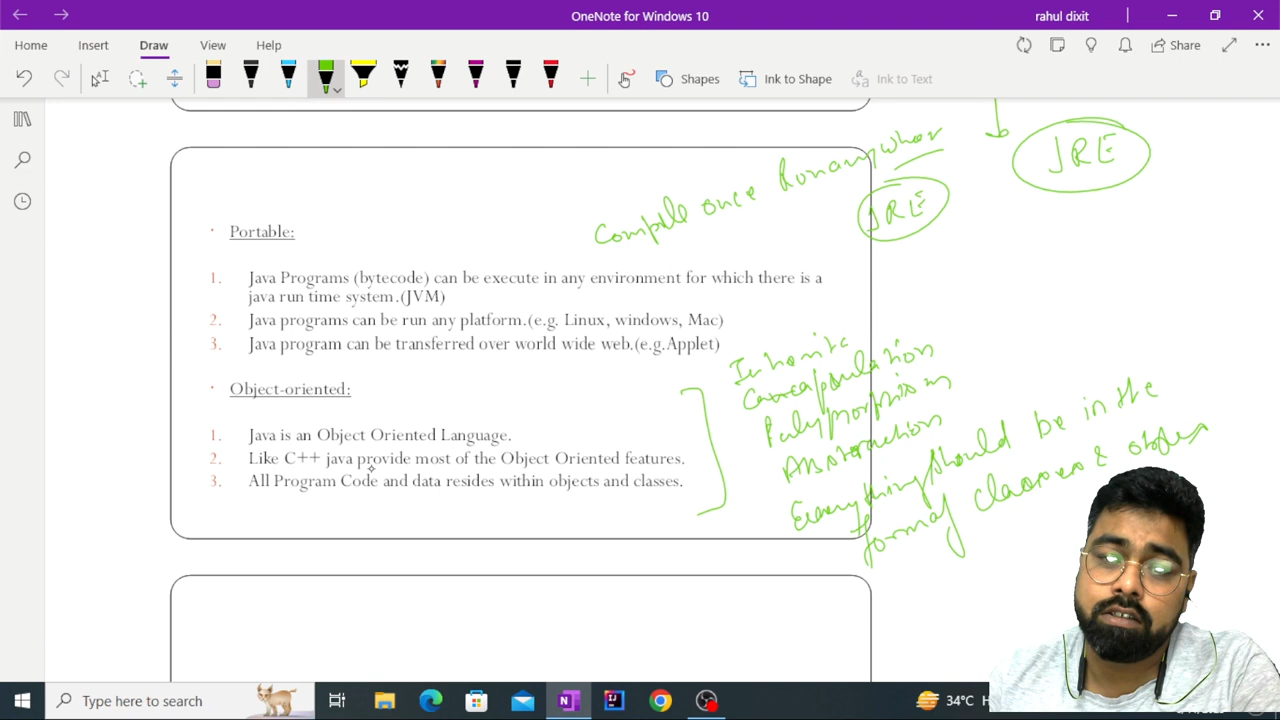 OneNote for Windows 10
rahul dixit
Home Insert Draw View Help
Share
Shapes
Ink to Shape
Ink to Text
JRE
Compile once Run anywhere
JRE
Portable:
1. Java Programs (bytecode) can be execute in any environment for which there is a
java run time system.(JVM)
2. Java programs can be run any platform.(e.g. Linux, windows, Mac)
3. Java program can be transferred over world wide web.(e.g.Applet)
Object-oriented:
1. Java is an Object Oriented Language.
2. Like C++ java provide most of the Object Oriented features.
3. All Program Code and data resides within objects and classes.
Polymorphism
Abstraction
Everything should be in the
form of classes &
Type here to search
34°C